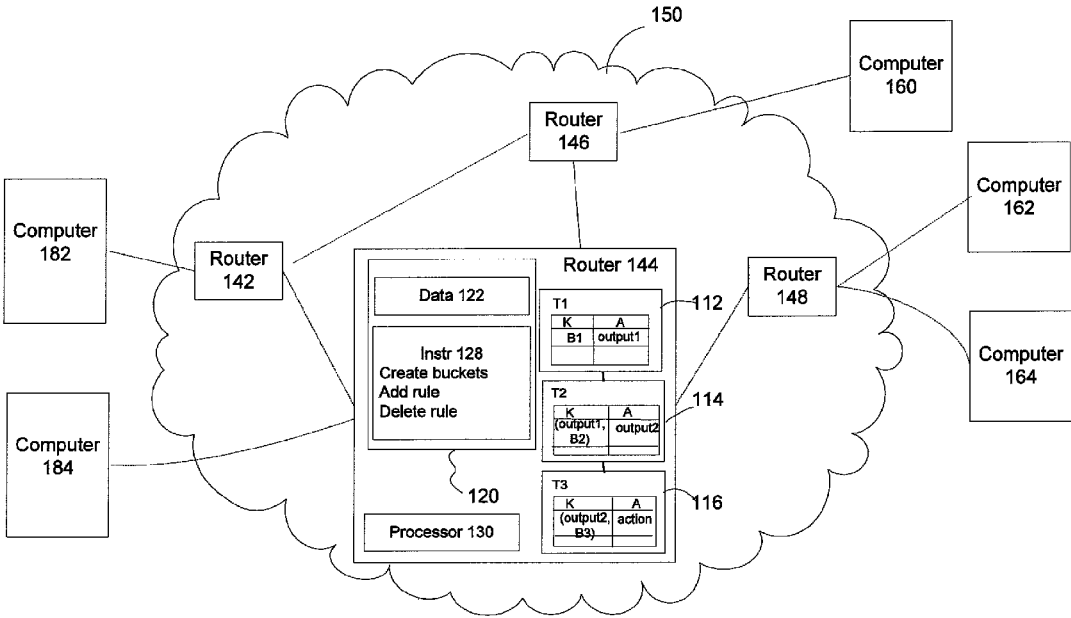 150
Computer
160
Router
146
Computer
162
Computer
182
Router
142
Router 144
Router
148
Data 122
T1
112
K A
B1 output1
Instr 128
Create buckets
Add rule
Delete rule
Computer
164
T2
114
K A
(output1, output2
B2)
Computer
184
120
T3
116
K A
(output2, action
B3)
Processor 130